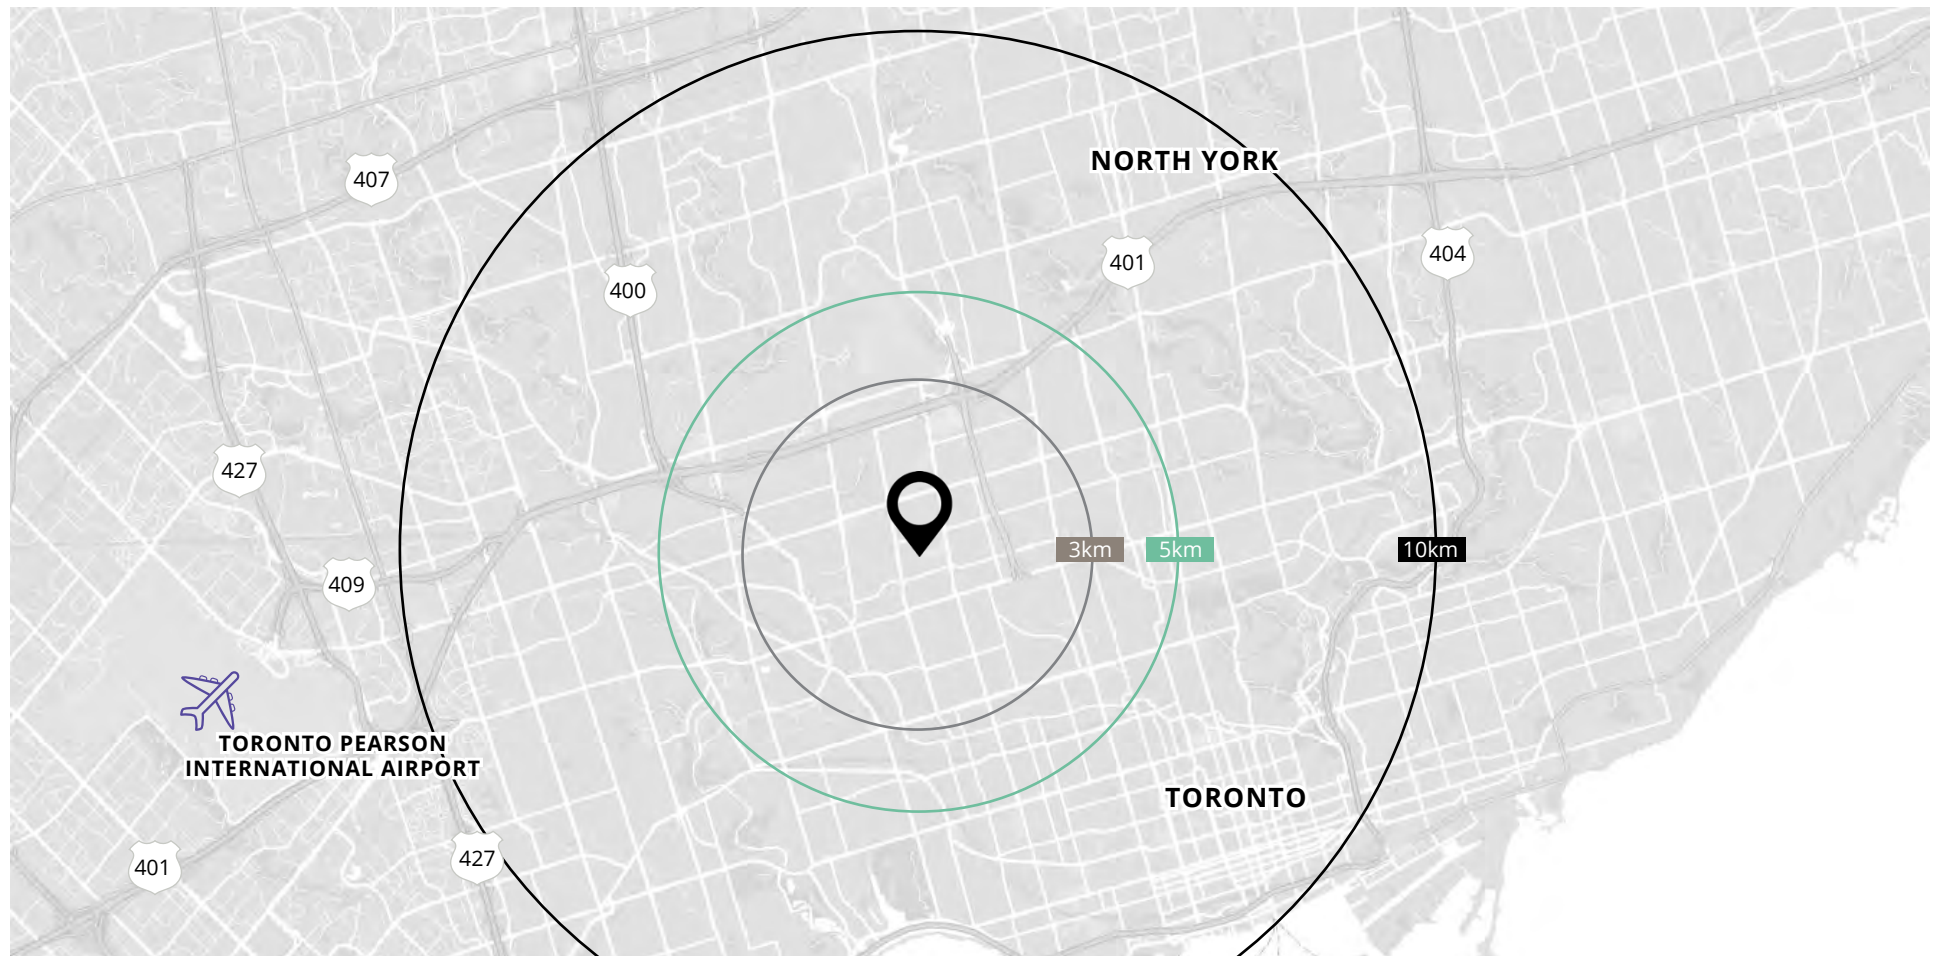 NORTH YORK
407
401
404
400
427
3km
5km
10km
409
TORONTO PEARSON
INTERNATIONAL AIRPORT
TORONTO
427
401